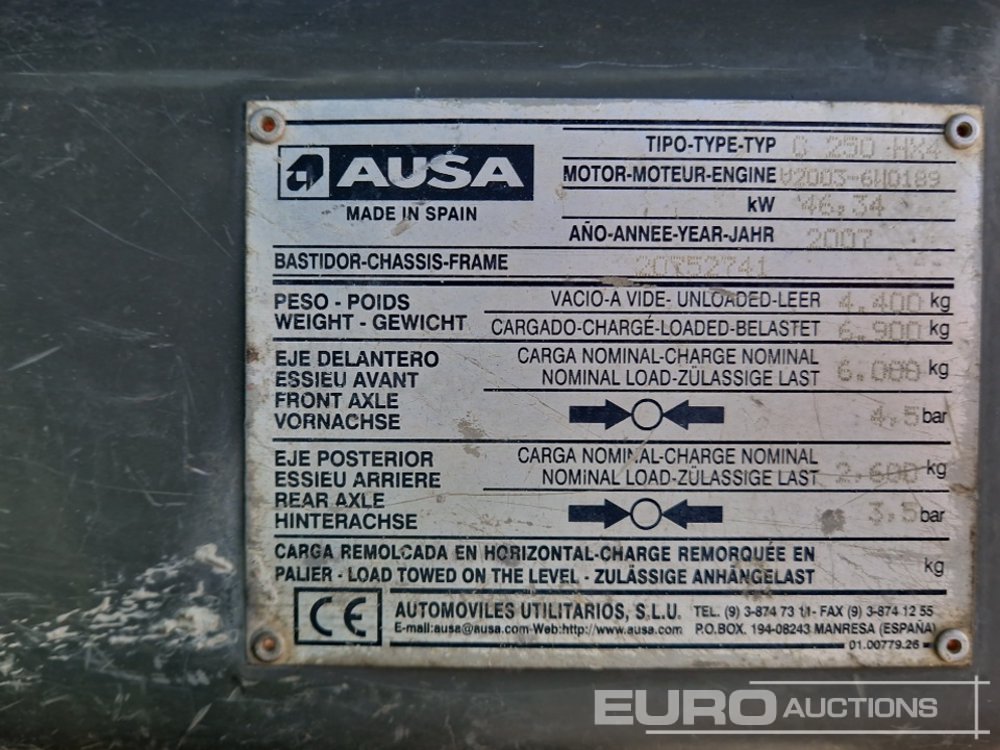 AUSA
MADE IN SPAIN
TIPO-TYPE-TYP C 250 HX4
MOTOR-MOTEUR-ENGINE V2003-6W0189
kW 46,34
AÑO-ANNEE-YEAR-JAHR 2007
BASTIDOR-CHASSIS-FRAME
PESO - POIDS
WEIGHT - GEWICHT
VACIO-A VIDE- UNLOADED-LEER 4.400 kg
CARGADO-CHARGÉ-LOADED-BELASTET 6.900 kg
EJE DELANTERO
ESSIEU AVANT
FRONT AXLE
VORNACHSE
CARGA NOMINAL-CHARGE NOMINAL
NOMINAL LOAD-ZÜLASSIGE LAST kg
4,5 bar
EJE POSTERIOR
ESSIEU ARRIERE
REAR AXLE
HINTERACHSE
CARGA NOMINAL-CHARGE NOMINAL
NOMINAL LOAD-ZÜLASSIGE LAST 2.600 kg
3,5 bar
CARGA REMOLCADA EN HORIZONTAL-CHARGE REMORQUÉE EN
PALIER - LOAD TOWED ON THE LEVEL - ZULÄSSIGE ANHÄNGELAST kg
CE
AUTOMOVILES UTILITARIOS, S.L.U. TEL. (9) 3-874 73 11- FAX (9) 3-874 12 55
E-mail:ausa@ausa.com-Web:http://www.ausa.com P.O.BOX. 194-08243 MANRESA (ESPAÑA)
01.00779.26
EURO AUCTIONS